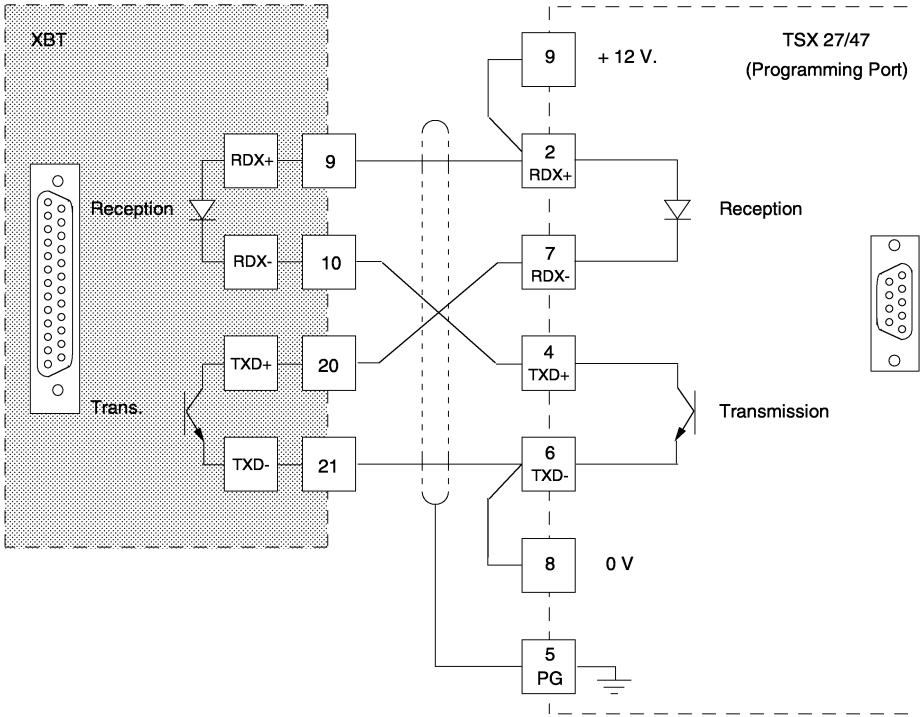 XBT
TSX 27/47
(Programming Port)
9
+ 12 V.
RDX+
9
2
RDX+
Reception
Reception
RDX-
10
7
RDX-
TXD+
20
4
TXD+
Trans.
Transmission
TXD-
21
6
TXD-
8
0 V
5
PG